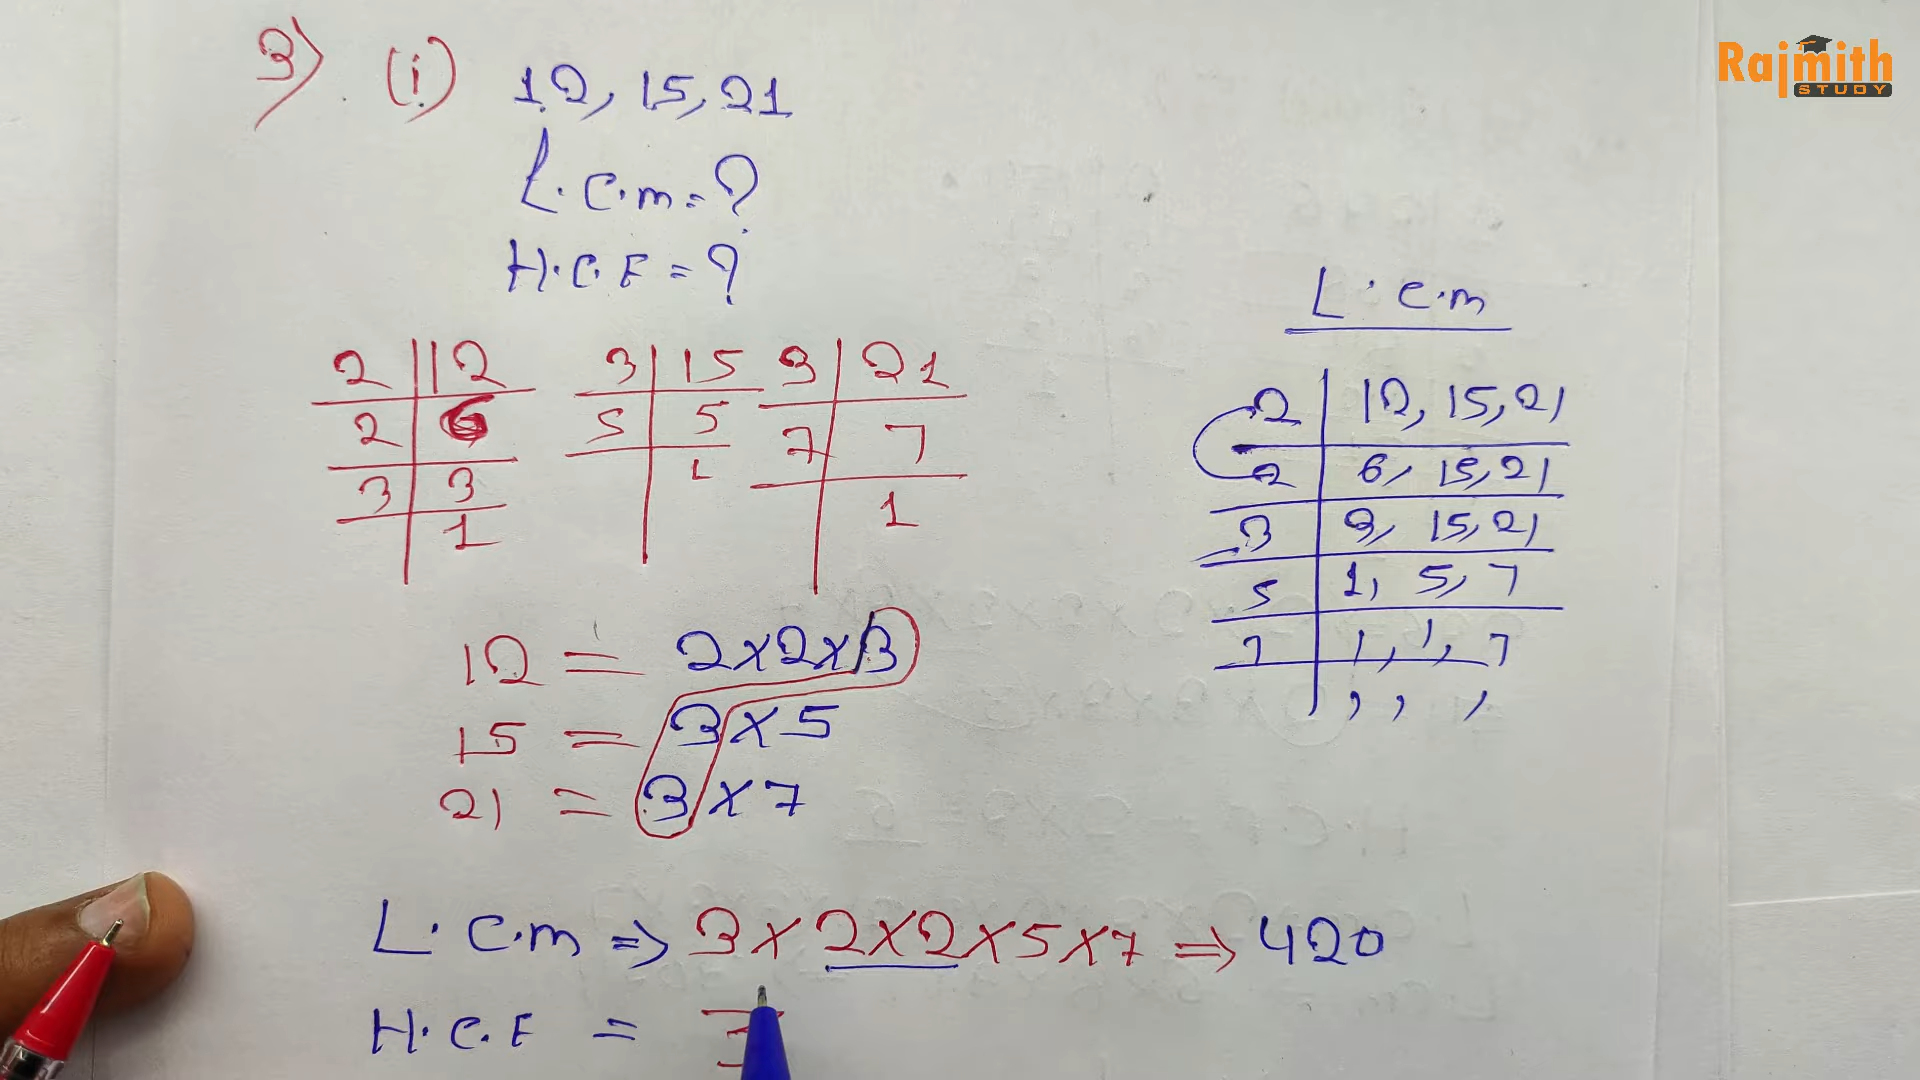 Rajmith
STUDY
3) (i) 12, 15, 21
L.C.m = ?
H.C.F = ?
2 | 12
2 | 6
3 | 3
1
3 | 15
5 | 5
1
3 | 21
7 | 7
1
L.C.m
2 | 12, 15, 21
2 | 6, 15, 21
3 | 3, 15, 21
5 | 1, 5, 7
7 | 1, 1, 7
, , ,
12 = 2×2×3
15 = 3×5
21 = 3×7
L.C.m ⇒ 3×2×2×5×7 ⇒ 420
H.C.F = 3